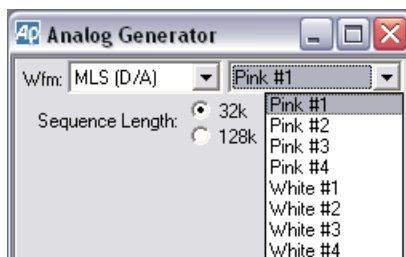 Analog Generator
Wfm: MLS (D/A) Pink #1
Sequence Length: 32k
128k
Pink #1
Pink #2
Pink #3
Pink #4
White #1
White #2
White #3
White #4